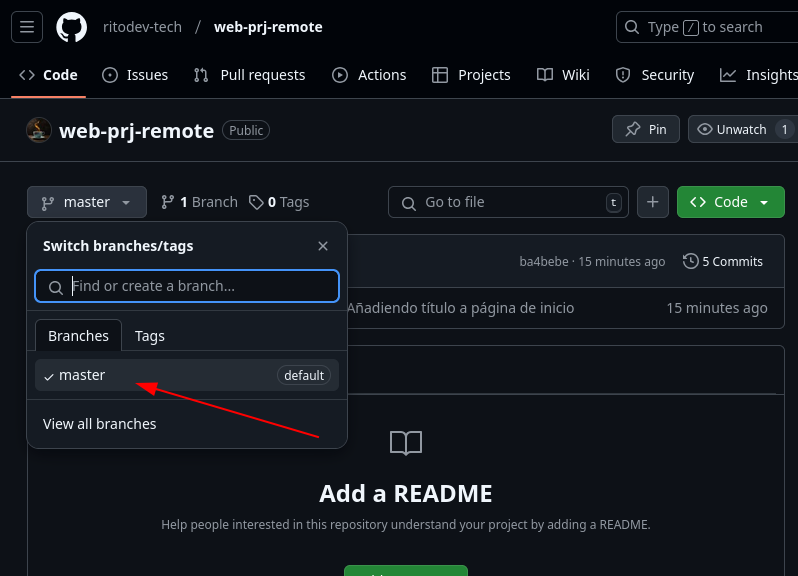 ritodev-tech / web-prj-remote
Type / to search
Code Issues Pull requests Actions Projects Wiki Security Insights
web-prj-remote Public
Pin Unwatch 1
master 1 Branch 0 Tags
Go to file t
Code
Switch branches/tags
ba4bebe · 15 minutes ago 5 Commits
Find or create a branch...
Añadiendo título a página de inicio 15 minutes ago
Branches Tags
master default
View all branches
Add a README
Help people interested in this repository understand your project by adding a README.